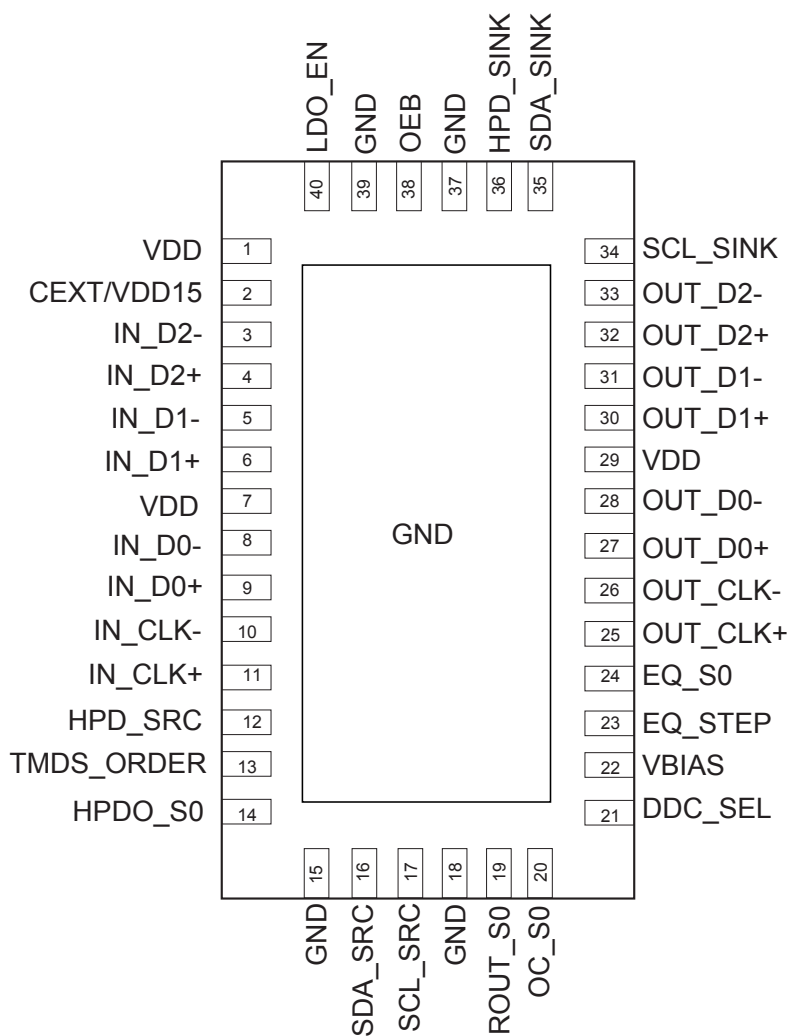 LDO_EN
GND
OEB
GND
HPD_SINK
SDA_SINK
40
39
38
37
36
35
VDD 1
CEXT/VDD15 2
IN_D2- 3
IN_D2+ 4
IN_D1- 5
IN_D1+ 6
VDD 7
IN_D0- 8
IN_D0+ 9
IN_CLK- 10
IN_CLK+ 11
HPD_SRC 12
TMDS_ORDER 13
HPDO_S0 14
GND
34 SCL_SINK
33 OUT_D2-
32 OUT_D2+
31 OUT_D1-
30 OUT_D1+
29 VDD
28 OUT_D0-
27 OUT_D0+
26 OUT_CLK-
25 OUT_CLK+
24 EQ_S0
23 EQ_STEP
22 VBIAS
21 DDC_SEL
15
16
17
18
19
20
GND
SDA_SRC
SCL_SRC
GND
ROUT_S0
OC_S0